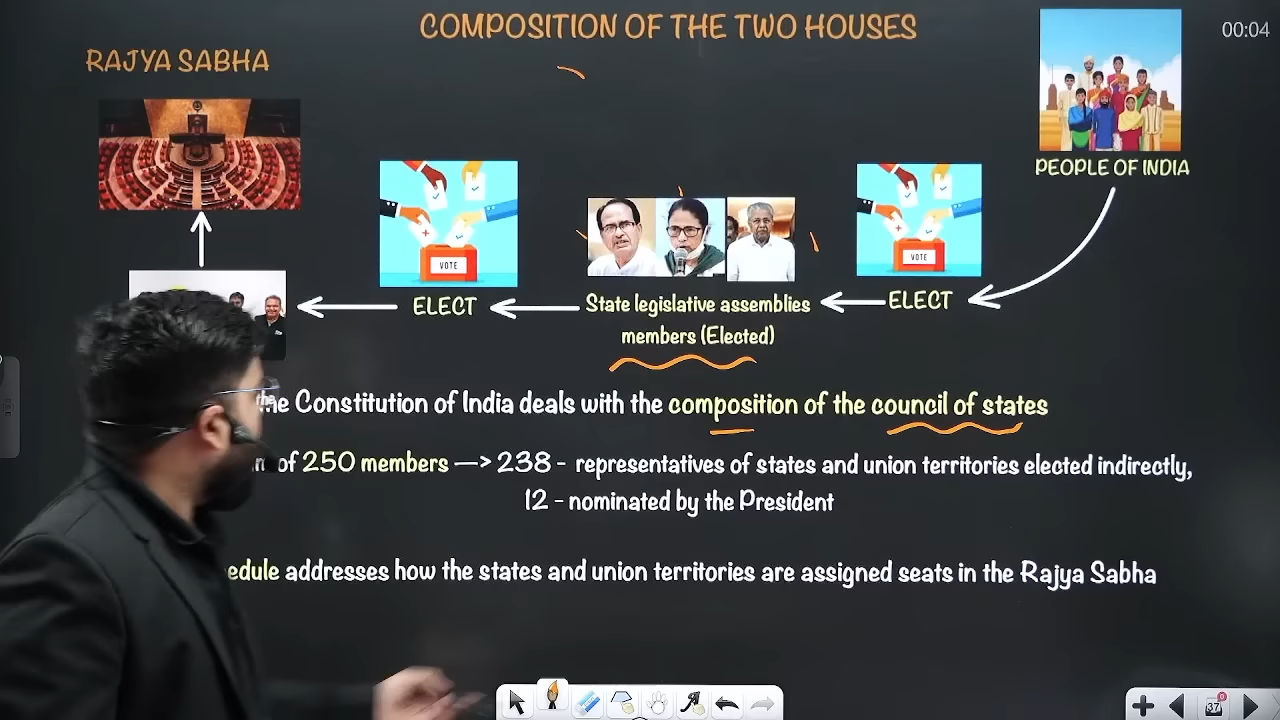 COMPOSITION OF THE TWO HOUSES
00:04
RAJYA SABHA
PEOPLE OF INDIA
VOTE
VOTE
ELECT
State legislative assemblies
members (Elected)
ELECT
the Constitution of India deals with the composition of the council of states
of 250 members —> 238 - representatives of states and union territories elected indirectly,
12 - nominated by the President
addresses how the states and union territories are assigned seats in the Rajya Sabha
37